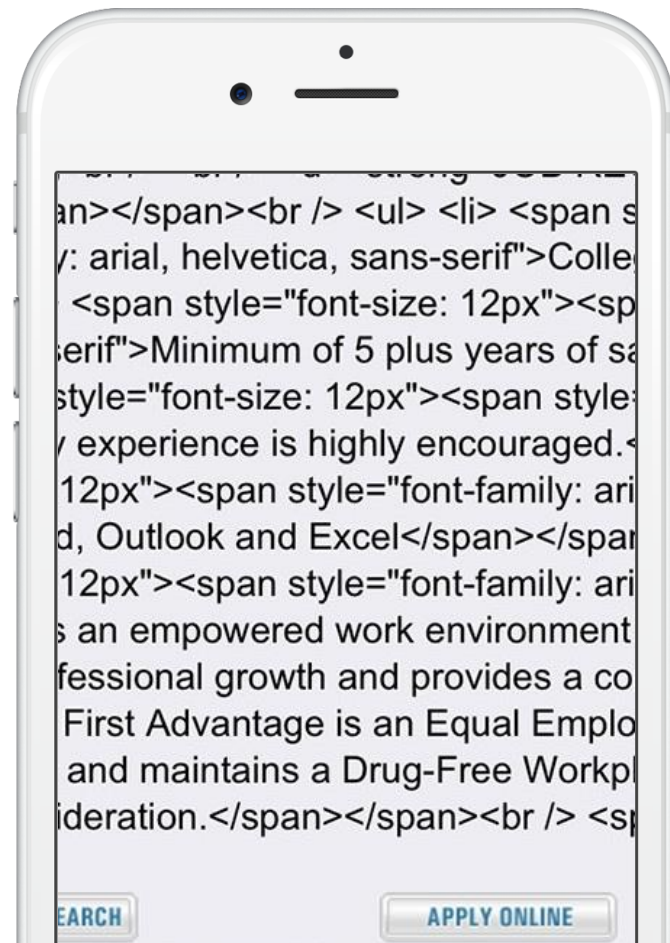 an></span><br /> <ul> <li> <span s
y: arial, helvetica, sans-serif">Colle
<span style="font-size: 12px"><sp
serif">Minimum of 5 plus years of sa
style="font-size: 12px"><span style=
y experience is highly encouraged.<
12px"><span style="font-family: ari
d, Outlook and Excel</span></span
12px"><span style="font-family: ari
s an empowered work environment
fessional growth and provides a co
First Advantage is an Equal Emplo
and maintains a Drug-Free Workpl
ideration.</span></span><br /> <sp
EARCH APPLY ONLINE